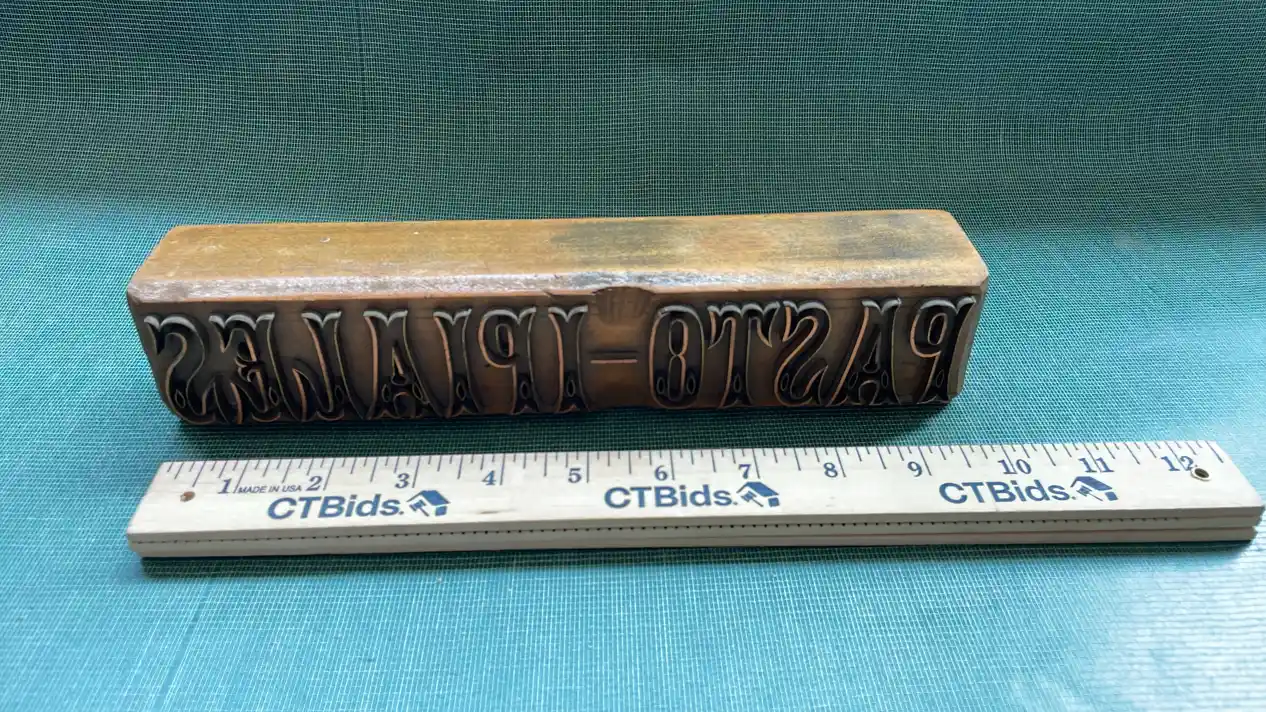 PASTO — IPIALES
1 2 3 4 5 6 7 8 9 10 11 12
MADE IN USA
CTBids. CTBids. CTBids.